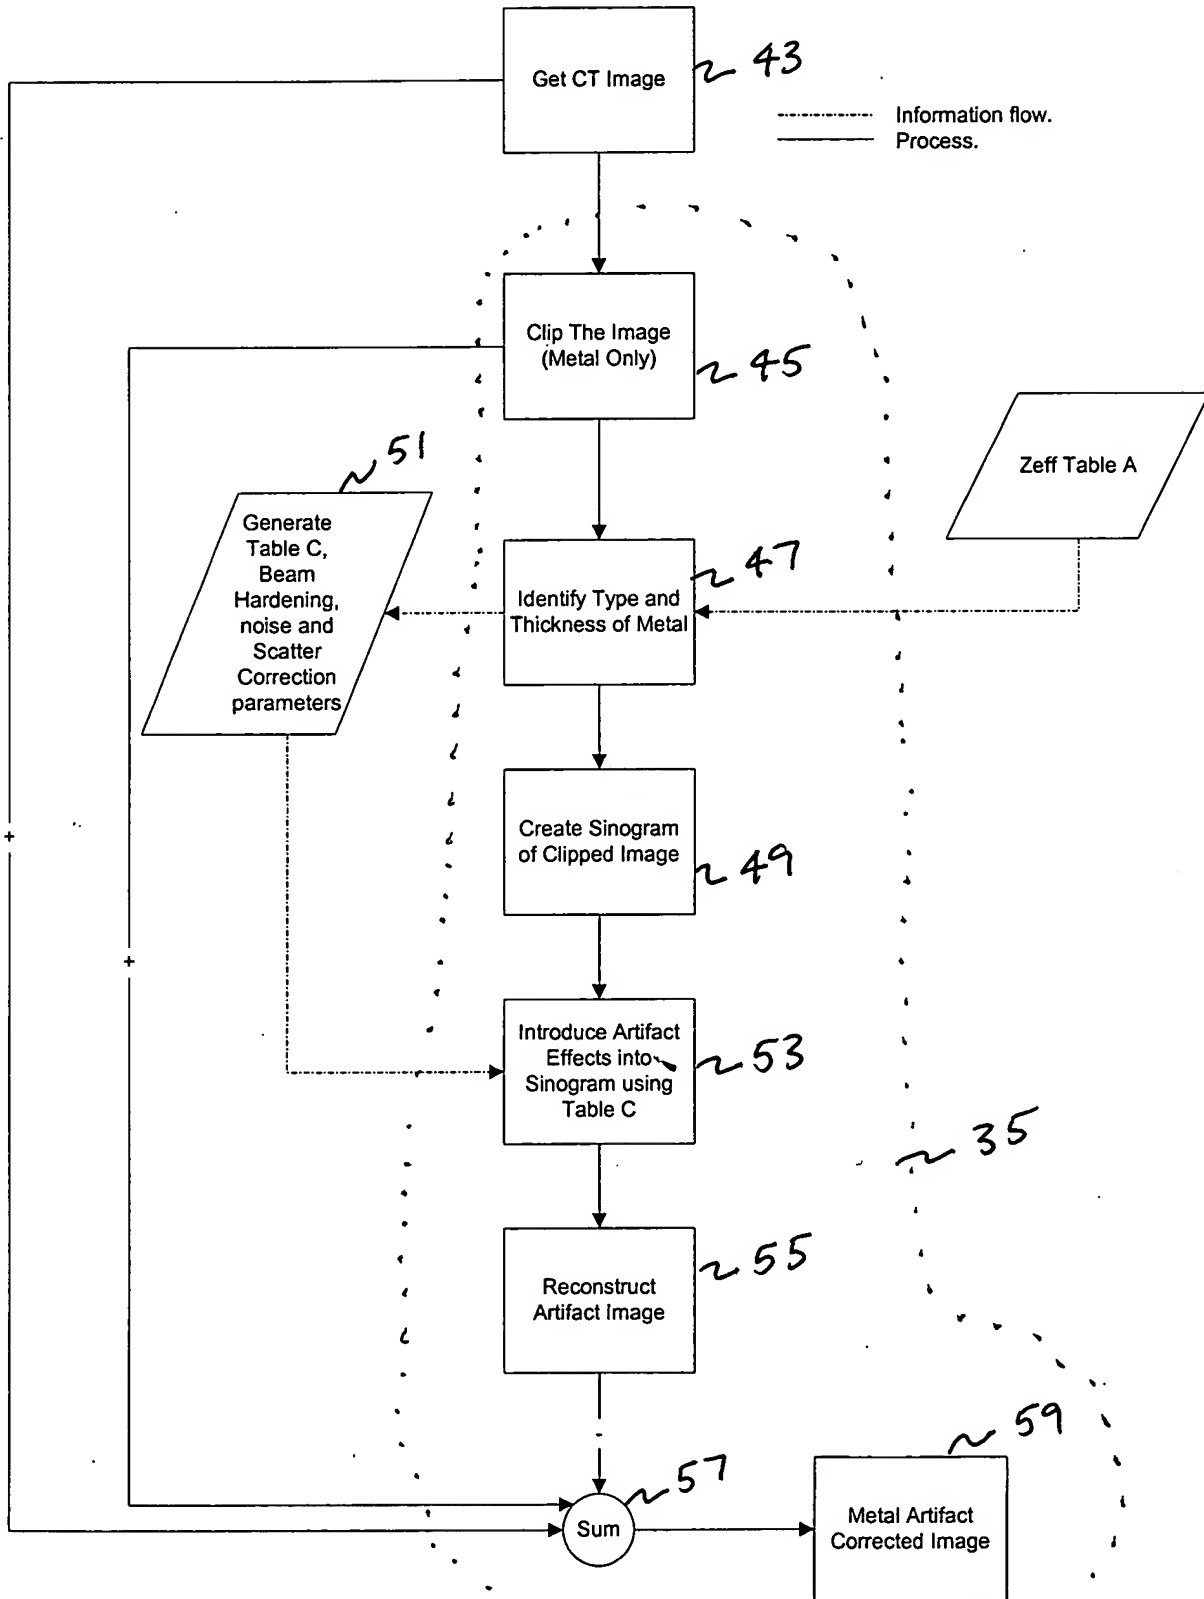 Get CT Image
43
Information flow.
Process.
Clip The Image
(Metal Only)
45
Zeff Table A
51
Generate
Table C,
Beam
Hardening,
noise and
Scatter
Correction
parameters
47
Identify Type and
Thickness of Metal
Create Sinogram
of Clipped Image
49
+
+
Introduce Artifact
Effects into
Sinogram using
Table C
53
35
Reconstruct
Artifact Image
55
-
57
Sum
59
Metal Artifact
Corrected Image